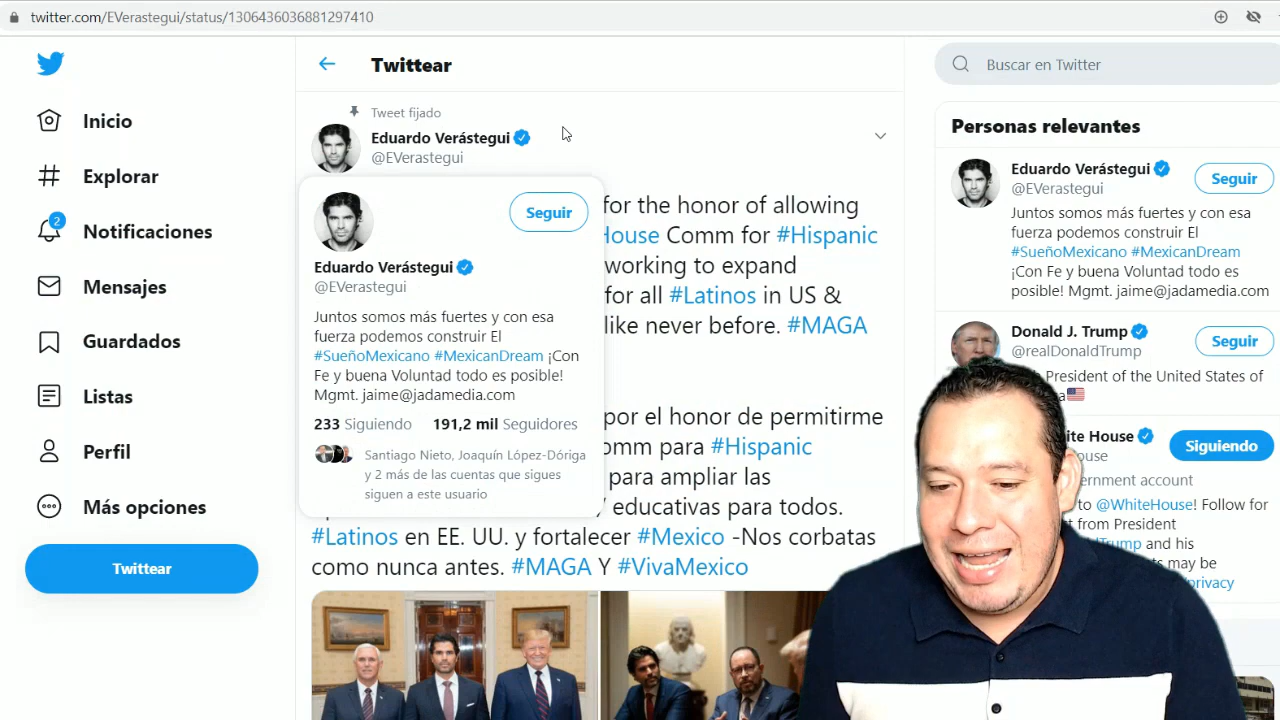 twitter.com/EVerastegui/status/1306436036881297410
Inicio
Explorar
2
Notificaciones
Mensajes
Guardados
Listas
Perfil
Más opciones
Twittear
Twittear
Tweet fijado
Eduardo Verástegui
@EVerastegui
for the honor of allowing
House Comm for #Hispanic
working to expand
for all #Latinos in US &
like never before. #MAGA
por el honor de permitirme
omm para #Hispanic
para ampliar las
Y educativas para todos.
#Latinos en EE. UU. y fortalecer #Mexico -Nos corbatas
como nunca antes. #MAGA Y #VivaMexico
Seguir
Eduardo Verástegui
@EVerastegui
Juntos somos más fuertes y con esa
fuerza podemos construir El
#SueñoMexicano #MexicanDream ¡Con
Fe y buena Voluntad todo es posible!
Mgmt. jaime@jadamedia.com
233 Siguiendo 191,2 mil Seguidores
Santiago Nieto, Joaquín López-Dóriga
y 2 más de las cuentas que sigues
siguen a este usuario
Buscar en Twitter
Personas relevantes
Eduardo Verástegui
@EVerastegui
Seguir
Juntos somos más fuertes y con esa
fuerza podemos construir El
#SueñoMexicano #MexicanDream
¡Con Fe y buena Voluntad todo es
posible! Mgmt. jaime@jadamedia.com
Donald J. Trump
@realDonaldTrump
Seguir
President of the United States of
White House
Siguiendo
ernment account
to @WhiteHouse! Follow for
t from President
dTrump and his
ts may be
/privacy